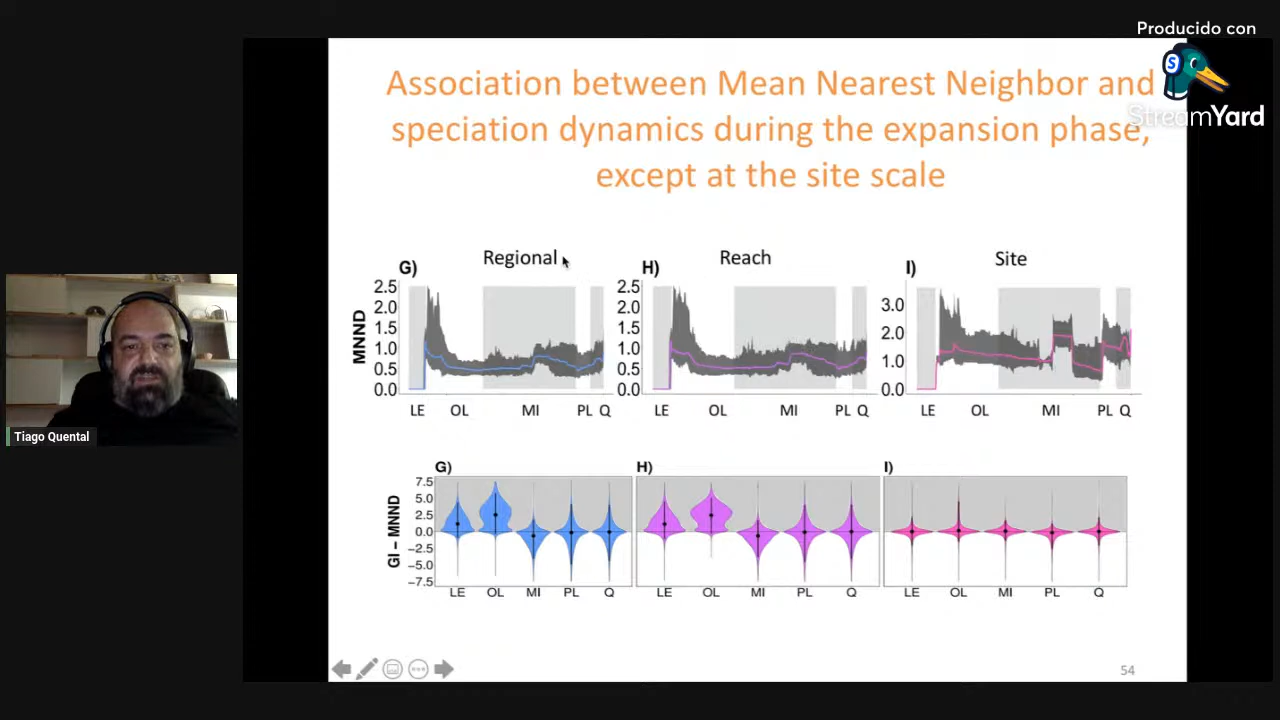 Producido con
StreamYard
Association between Mean Nearest Neighbor and
speciation dynamics during the expansion phase,
except at the site scale
Regional
Reach
Site
G)
H)
I)
MNND
2.5
2.0
1.5
1.0
0.5
0.0
2.5
2.0
1.5
1.0
0.5
0.0
3.0
2.0
1.0
0.0
LE OL MI PL Q
LE OL MI PL Q
LE OL MI PL Q
Tiago Quental
G)
H)
I)
GI – MNND
7.5
5.0
2.5
0.0
−2.5
−5.0
−7.5
LE OL MI PL Q
LE OL MI PL Q
LE OL MI PL Q
54